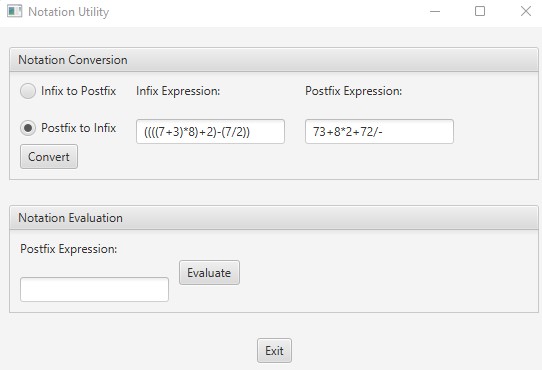 Notation Utility
Notation Conversion
Infix to Postfix Infix Expression: Postfix Expression:
Postfix to Infix ((((7+3)*8)+2)-(7/2)) 73+8*2+72/-
Convert
Notation Evaluation
Postfix Expression:
Evaluate
Exit